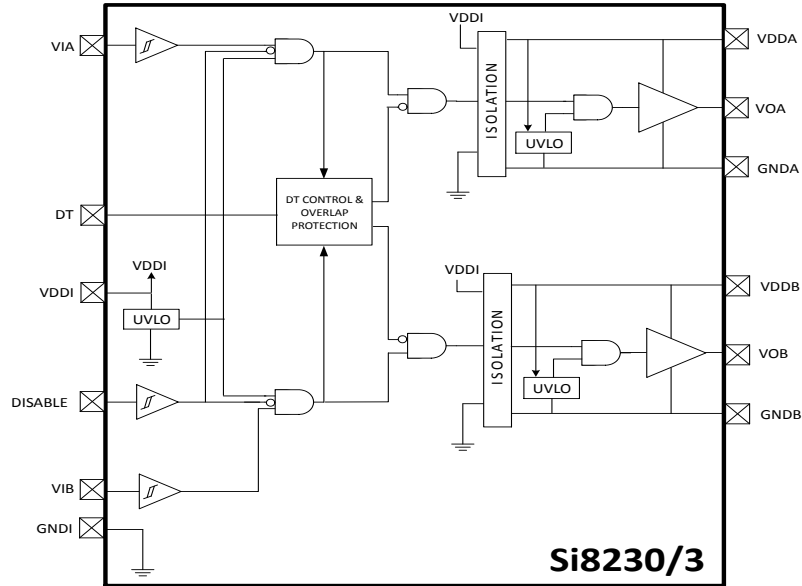 VIA
DT
VDDI
DISABLE
VIB
GNDI
VDDI
UVLO
DT CONTROL &
OVERLAP
PROTECTION
VDDI
ISOLATION
UVLO
VDDI
ISOLATION
UVLO
VDDA
VOA
GNDA
VDDB
VOB
GNDB
Si8230/3